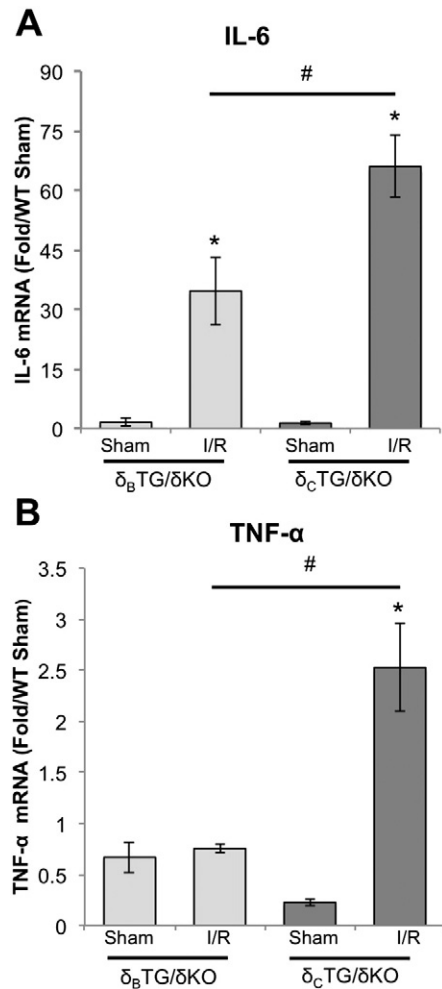 A
IL-6
IL-6 mRNA (Fold/WT Sham)
90
75
60
45
30
15
0
#
*
*
Sham I/R Sham I/R
δBTG/δKO δCTG/δKO
B
TNF-α
TNF-α mRNA (Fold/WT Sham)
3.5
3
2.5
2
1.5
1
0.5
0
#
*
Sham I/R Sham I/R
δBTG/δKO δCTG/δKO